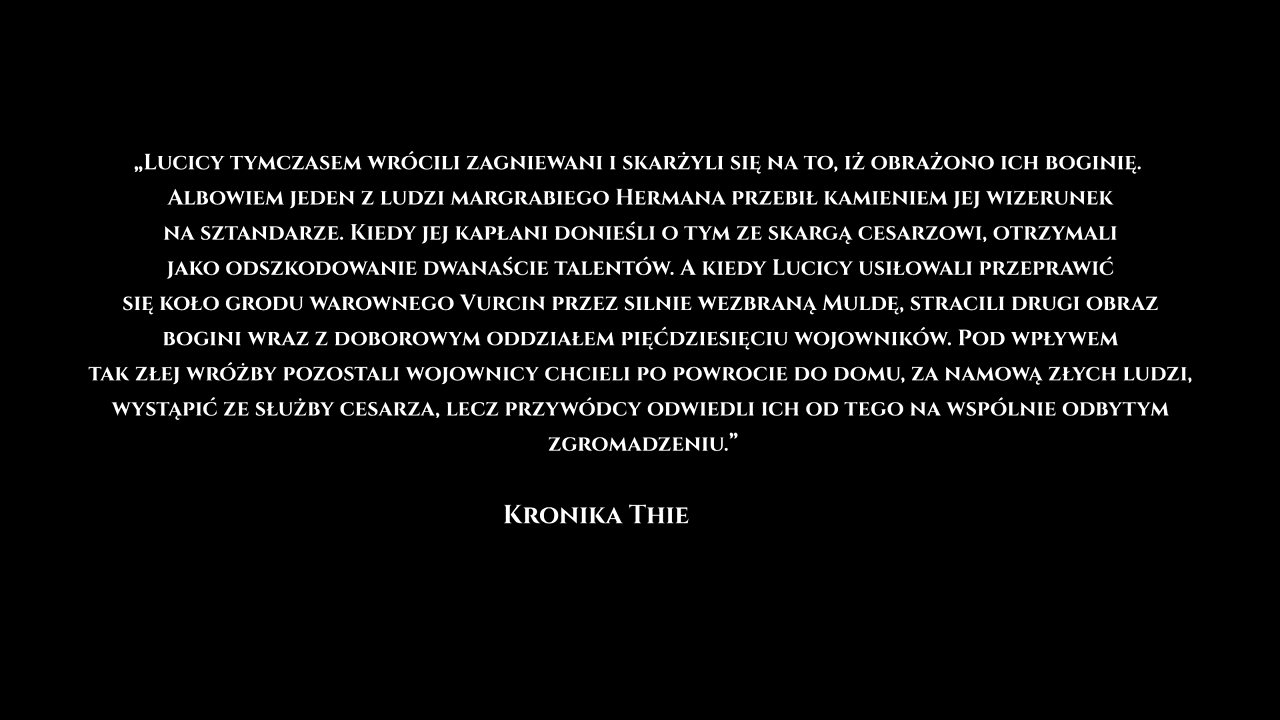 „Lucicy tymczasem wrócili zagniewani i skarżyli się na to, iż obrażono ich boginię.
Albowiem jeden z ludzi margrabiego Hermana przebił kamieniem jej wizerunek
na sztandarze. Kiedy jej kapłani donieśli o tym ze skargą cesarzowi, otrzymali
jako odszkodowanie dwanaście talentów. A kiedy Lucicy usiłowali przeprawić
się koło grodu warownego Vurcin przez silnie wezbraną Muldę, stracili drugi obraz
bogini wraz z doborowym oddziałem pięćdziesięciu wojowników. Pod wpływem
tak złej wróżby pozostali wojownicy chcieli po powrocie do domu, za namową złych ludzi,
wystąpić ze służby cesarza, lecz przywódcy odwiedli ich od tego na wspólnie odbytym
zgromadzeniu.”
Kronika Thie